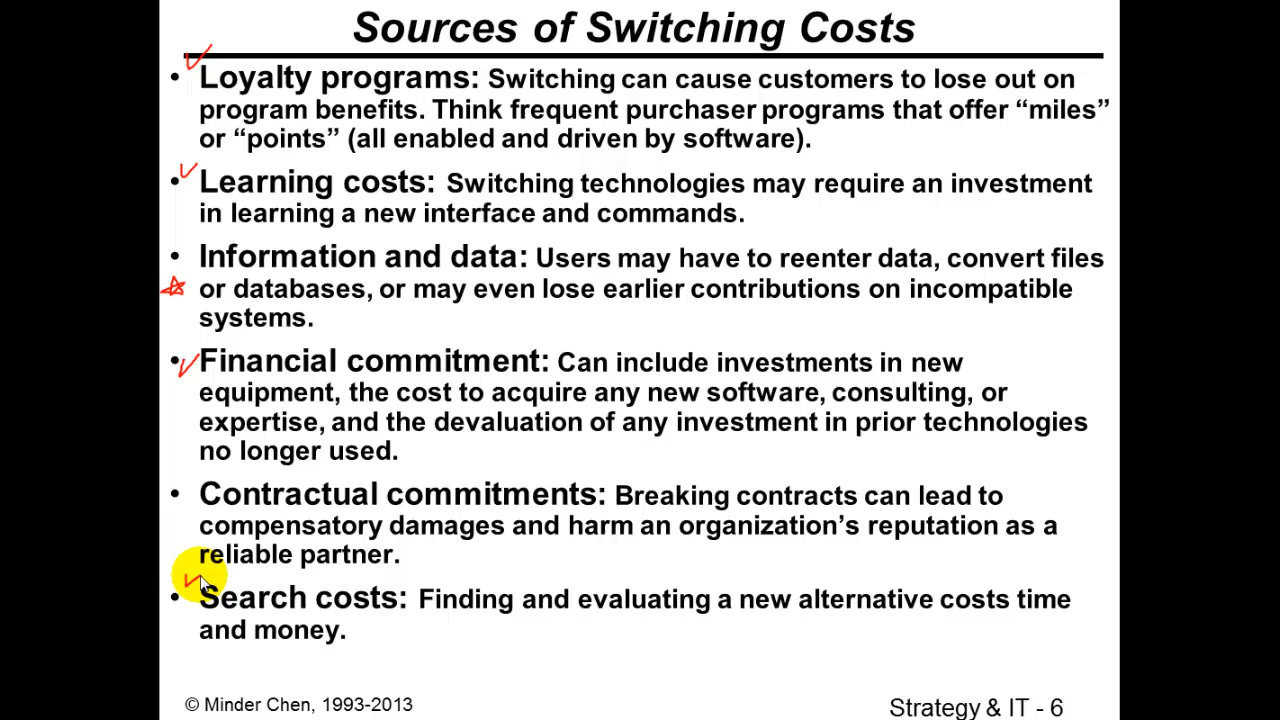 Sources of Switching Costs
• Loyalty programs: Switching can cause customers to lose out on
program benefits. Think frequent purchaser programs that offer “miles”
or “points” (all enabled and driven by software).
• Learning costs: Switching technologies may require an investment
in learning a new interface and commands.
• Information and data: Users may have to reenter data, convert files
or databases, or may even lose earlier contributions on incompatible
systems.
• Financial commitment: Can include investments in new
equipment, the cost to acquire any new software, consulting, or
expertise, and the devaluation of any investment in prior technologies
no longer used.
• Contractual commitments: Breaking contracts can lead to
compensatory damages and harm an organization’s reputation as a
reliable partner.
• Search costs: Finding and evaluating a new alternative costs time
and money.
© Minder Chen, 1993-2013
Strategy & IT - 6